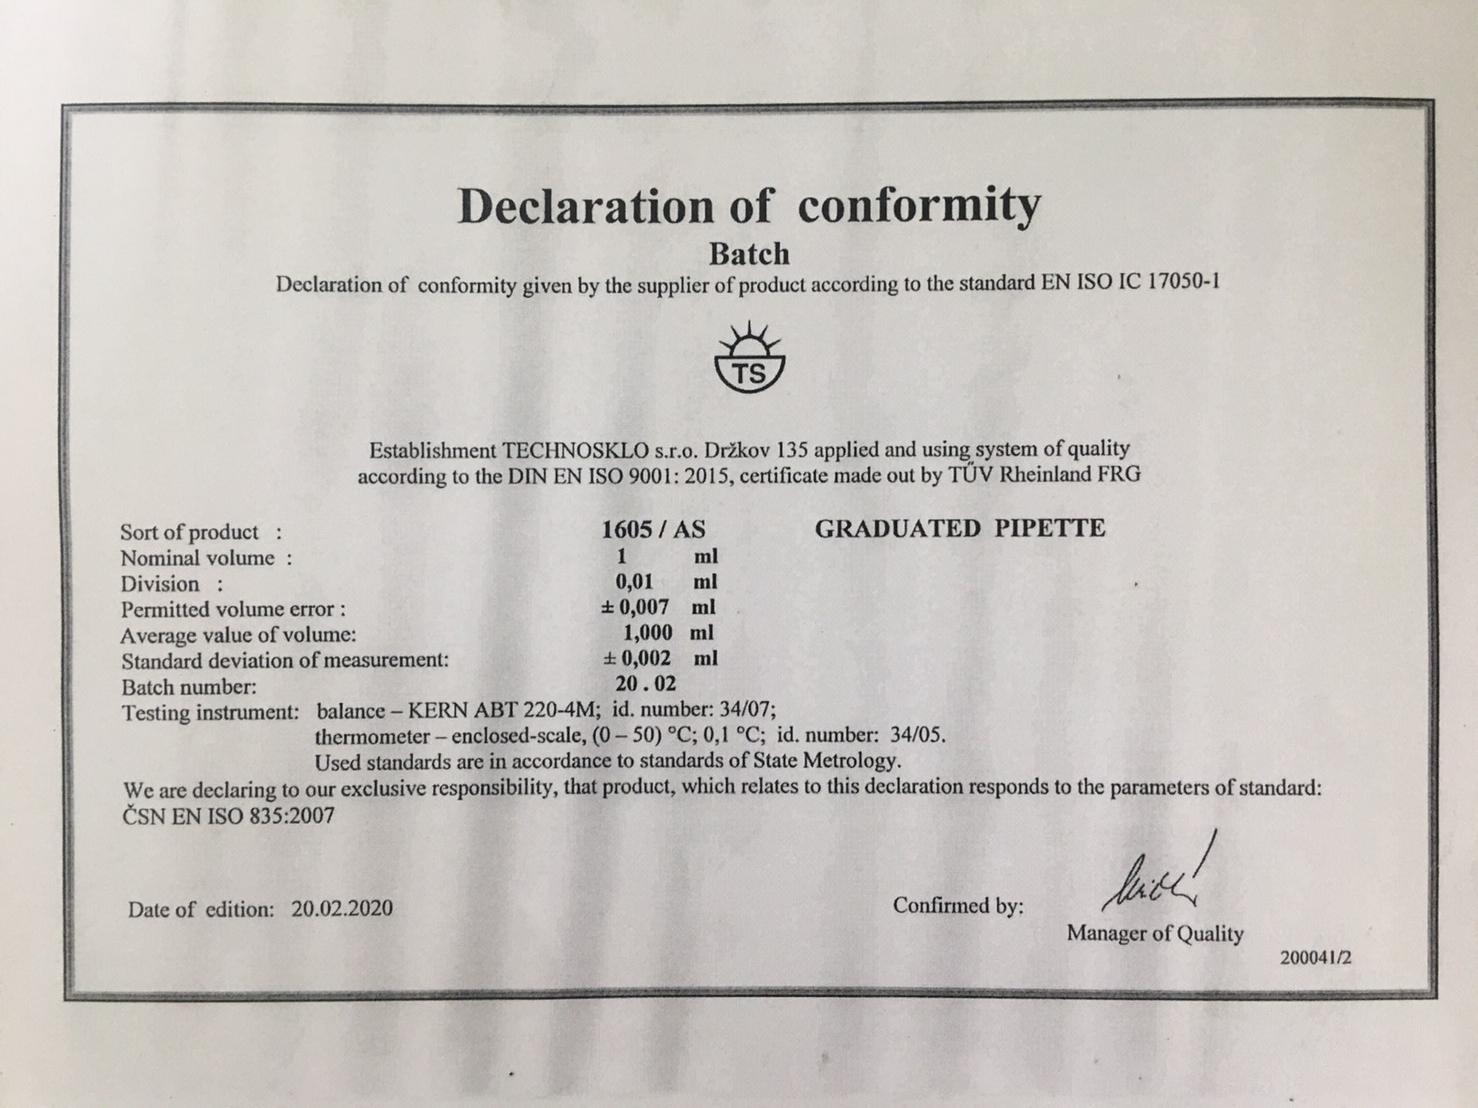 Declaration of conformity
Batch
Declaration of conformity given by the supplier of product according to the standard EN ISO IC 17050-1
TS
Establishment TECHNOSKLO s.r.o. Držkov 135 applied and using system of quality
according to the DIN EN ISO 9001: 2015, certificate made out by TŰV Rheinland FRG
Sort of product : 1605 / AS GRADUATED PIPETTE
Nominal volume : 1 ml
Division : 0,01 ml
Permitted volume error : ± 0,007 ml
Average value of volume: 1,000 ml
Standard deviation of measurement: ± 0,002 ml
Batch number: 20 . 02
Testing instrument: balance – KERN ABT 220-4M; id. number: 34/07;
thermometer – enclosed-scale, (0 – 50) °C; 0,1 °C; id. number: 34/05.
Used standards are in accordance to standards of State Metrology.
We are declaring to our exclusive responsibility, that product, which relates to this declaration responds to the parameters of standard:
ČSN EN ISO 835:2007
Date of edition: 20.02.2020 Confirmed by:
Manager of Quality
200041/2